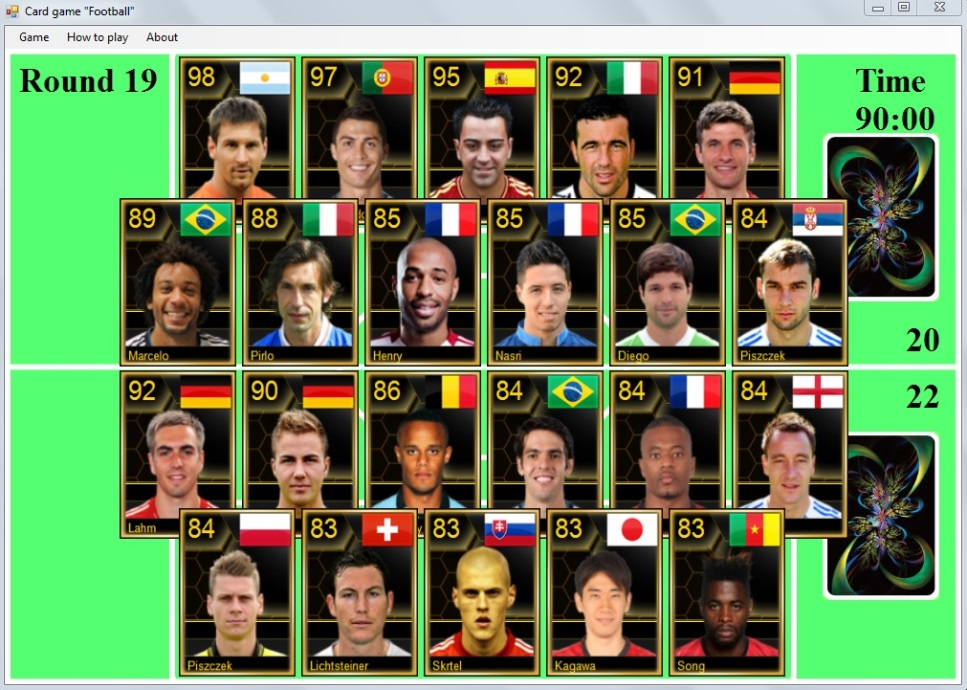 Card game "Football"
Game How to play About
Round 19
98 97 95 92 91
Time
90:00
89 88 85 85 85 84
Marcelo Pirlo Henry Nasri Diego Piszczek
20
92 90 86 84 84 84
22
Lahm
84 83 83 83 83
Piszczek Lichtsteiner Skrtel Kagawa Song